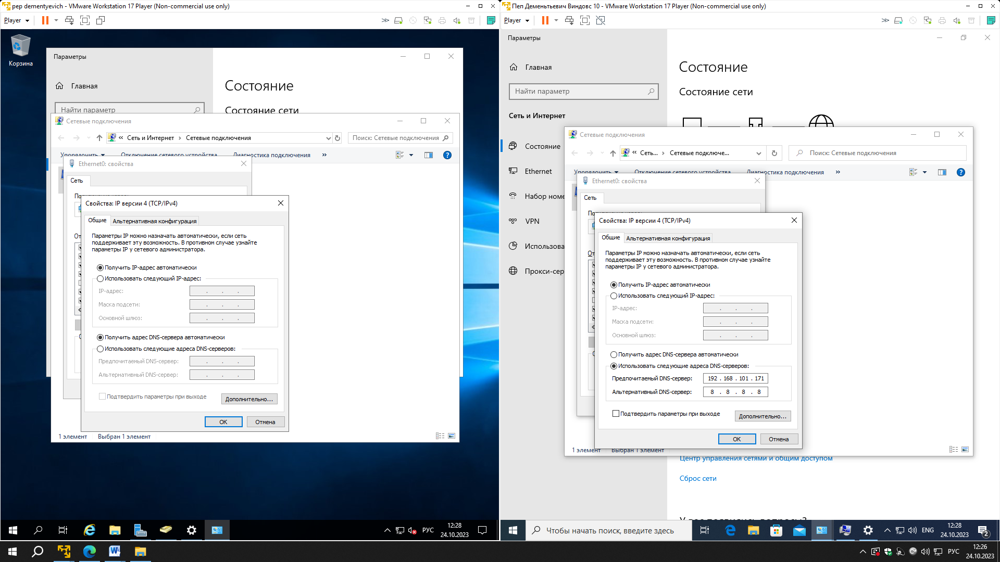 pep dementyevich - VMware Workstation 17 Player (Non-commercial use only)
Player
Корзина
Параметры
Главная
Найти параметр
Состояние
Состояние сети
Сетевые подключения
Сеть и Интернет
Сетевые подключения
Поиск: Сетевые подключения
Упорядочить
Отключение сетевого устройства
Диагностика подключения
Ethernet0: свойства
Сеть
Свойства: IP версии 4 (TCP/IPv4)
Общие
Альтернативная конфигурация
Параметры IP можно назначать автоматически, если сеть
поддерживает эту возможность. В противном случае узнайте
параметры IP у сетевого администратора.
Получить IP-адрес автоматически
Использовать следующий IP-адрес:
IP-адрес:
Маска подсети:
Основной шлюз:
Получить адрес DNS-сервера автоматически
Использовать следующие адреса DNS-серверов:
Предпочитаемый DNS-сервер:
Альтернативный DNS-сервер:
Подтвердить параметры при выходе
Дополнительно...
ОК
Отмена
1 элемент
Выбран 1 элемент
РУС
12:28
24.10.2023
Пеп Деменьтьевич Виндовс 10 - VMware Workstation 17 Player (Non-commercial use only)
Player
Параметры
Главная
Найти параметр
Сеть и Интернет
Состояние
Ethernet
Набор номе
VPN
Использова
Прокси-сер
Состояние
Состояние сети
Сетевые подключения
Сеть...
Сетевые подключе...
Поиск: Сетевые подключения
Упорядочить
Отключение сетевого устройства
Диагностика подключения
Ethernet0: свойства
Сеть
Свойства: IP версии 4 (TCP/IPv4)
Общие
Альтернативная конфигурация
Параметры IP можно назначать автоматически, если сеть
поддерживает эту возможность. В противном случае узнайте
параметры IP у сетевого администратора.
Получить IP-адрес автоматически
Использовать следующий IP-адрес:
IP-адрес:
Маска подсети:
Основной шлюз:
Получить адрес DNS-сервера автоматически
Использовать следующие адреса DNS-серверов:
Предпочитаемый DNS-сервер:
192 . 168 . 101 . 171
Альтернативный DNS-сервер:
8 . 8 . 8 . 8
Подтвердить параметры при выходе
Дополнительно...
ОК
Отмена
1 элемент
Выбран 1 элемент
Центр управления сетями и общим доступом
Сброс сети
У вас появились вопросы?
Чтобы начать поиск, введите здесь
ENG
12:28
24.10.2023
2
РУС
12:26
24.10.2023